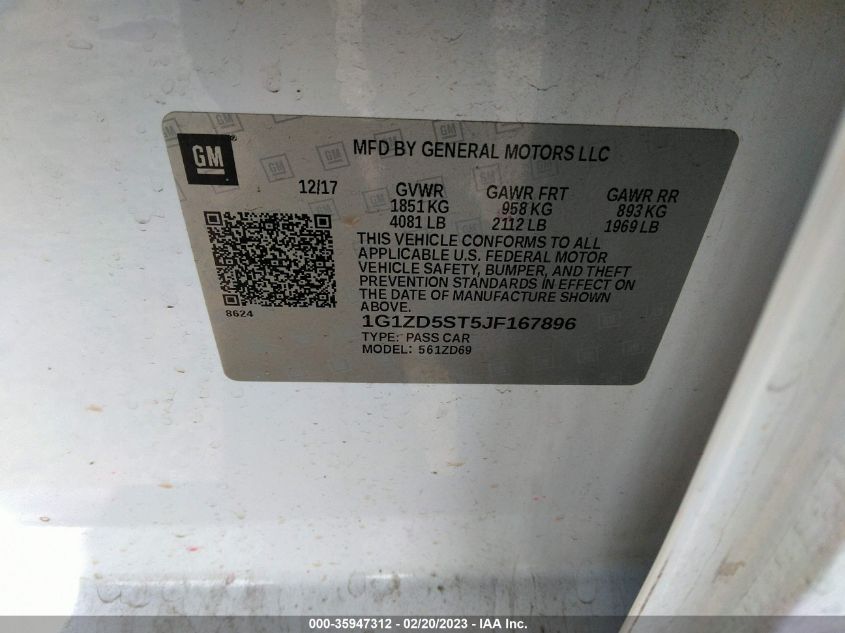 GM
MFD BY GENERAL MOTORS LLC
12/17 GVWR GAWR FRT GAWR RR
1851 KG 958 KG 893 KG
4081 LB 2112 LB 1969 LB
THIS VEHICLE CONFORMS TO ALL
APPLICABLE U.S. FEDERAL MOTOR
VEHICLE SAFETY, BUMPER, AND THEFT
PREVENTION STANDARDS IN EFFECT ON
THE DATE OF MANUFACTURE SHOWN
ABOVE.
8624
1G1ZD5ST5JF167896
TYPE: PASS CAR
MODEL: 561ZD69
000-35947312 - 02/20/2023 - IAA Inc.